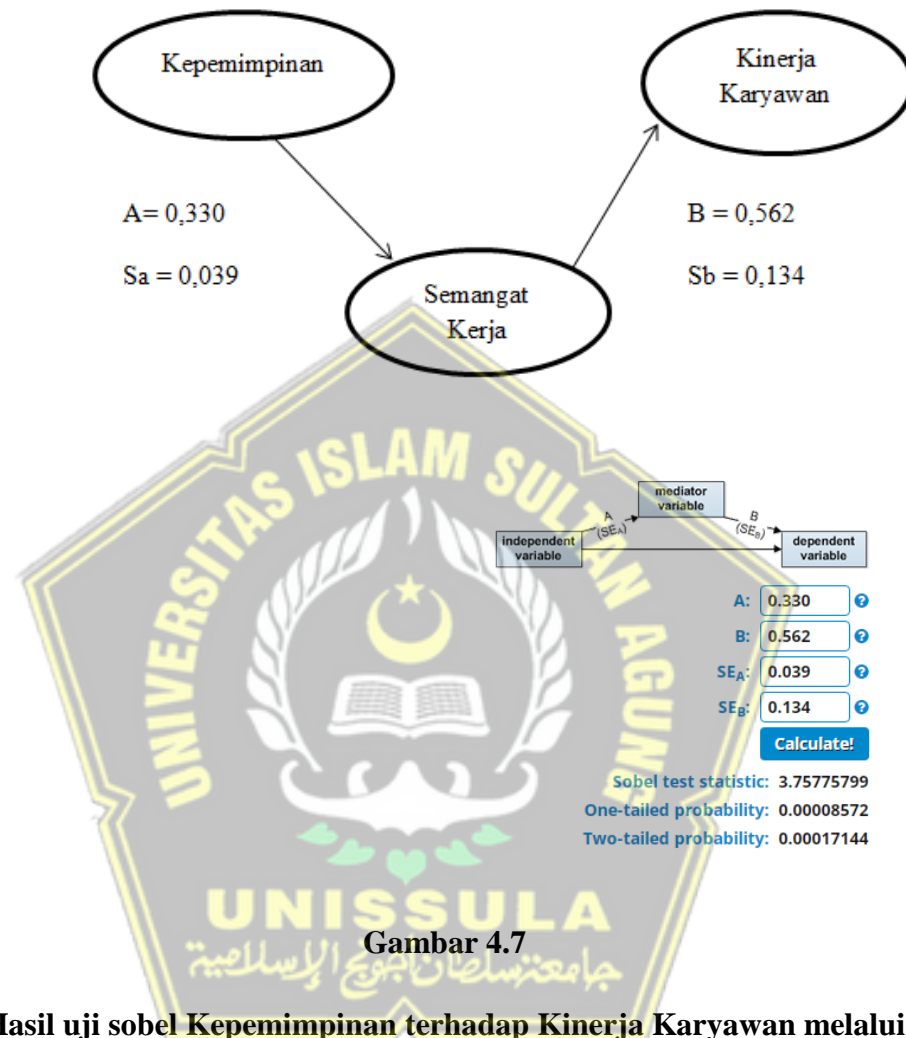 Kepemimpinan
Kinerja
Karyawan
A= 0,330
B = 0,562
Sa = 0,039
Sb = 0,134
Semangat
Kerja
UNIVERSITAS ISLAM SULTAN AGUNG
mediator
variable
A
(SEA)
B
(SEB)
independent
variable
dependent
variable
A: 0.330
B: 0.562
SEA: 0.039
SEB: 0.134
Calculate!
Sobel test statistic: 3.75775799
One-tailed probability: 0.00008572
Two-tailed probability: 0.00017144
UNISSULA
Gambar 4.7
جامعة سلطان أجونج الإسلامية
Hasil uji sobel Kepemimpinan terhadap Kinerja Karyawan melalui